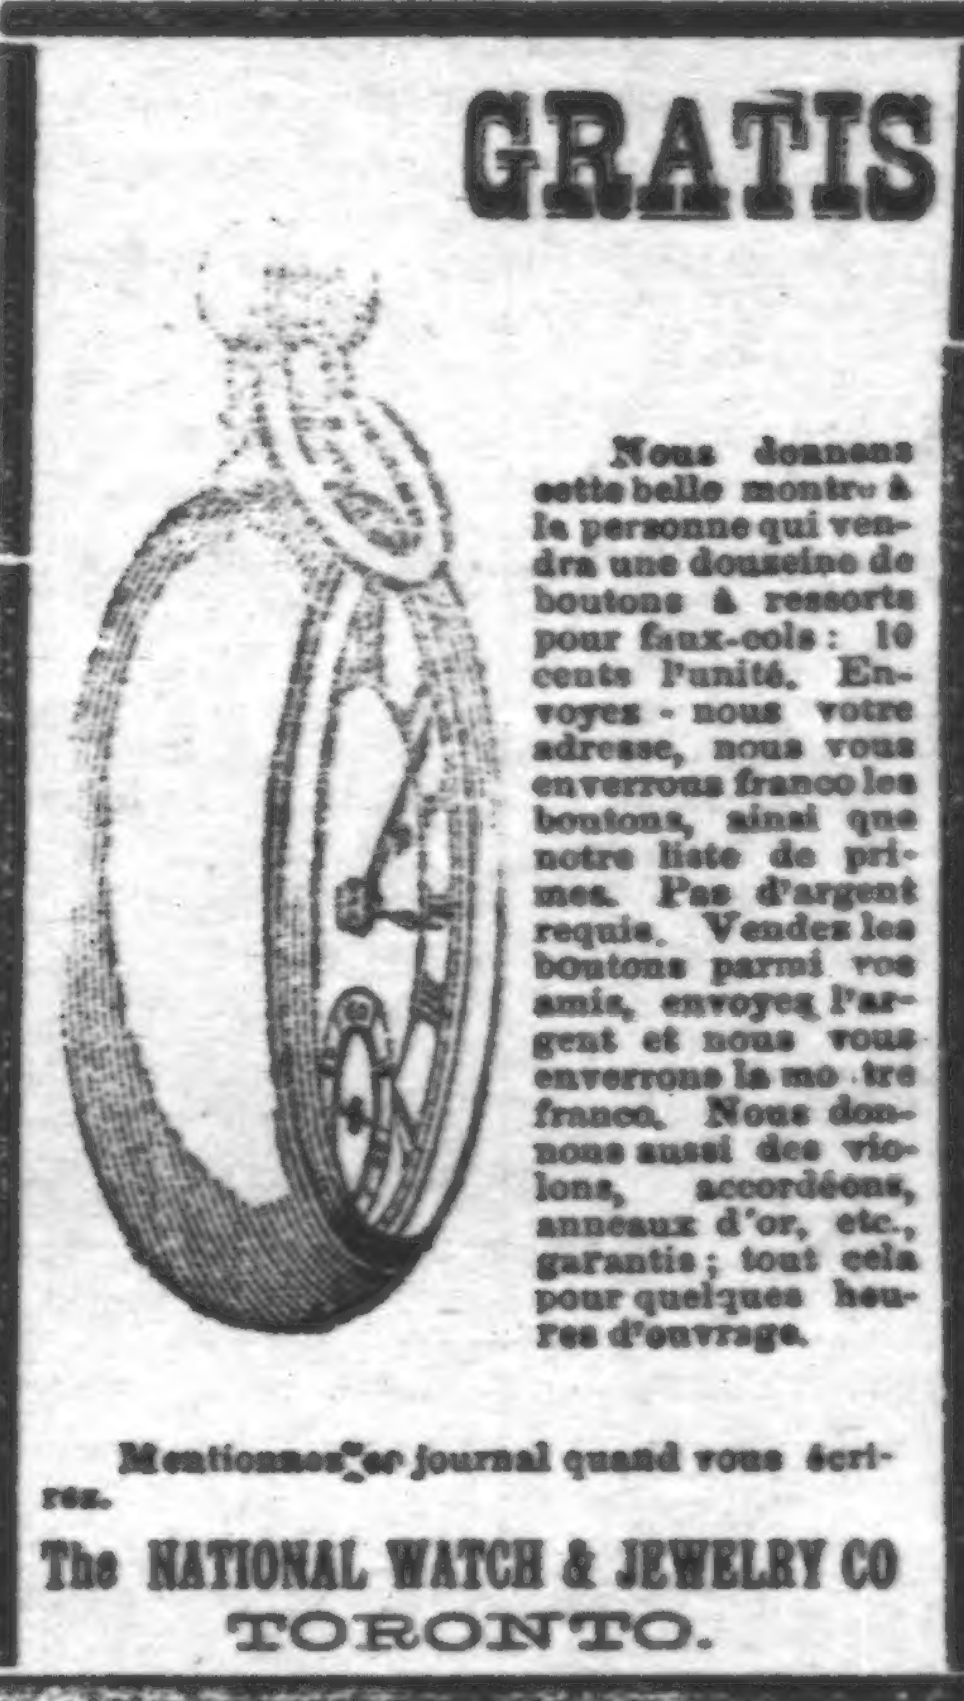 GRATIS
Nous donnons
cette belle montre à
la personne qui ven-
dra une douzeine de
boutons à ressorts
pour faux-cols : 10
cents l'unité. En-
voyez - nous votre
adresse, nous vous
enverrons franco les
boutons, ainsi que
notre liste de pri-
mes. Pas d'argent
requis. Vendez les
boutons parmi vos
amis, envoyez l'ar-
gent et nous vous
enverrons la mo tre
franco. Nous don-
nons aussi des vio-
lons, accordéons,
anneaux d'or, etc.,
garantis ; tout cela
pour quelques heu-
res d'ouvrage.
Mentionnez ce journal quand vous écri-
rez.
The NATIONAL WATCH & JEWELRY CO
TORONTO.